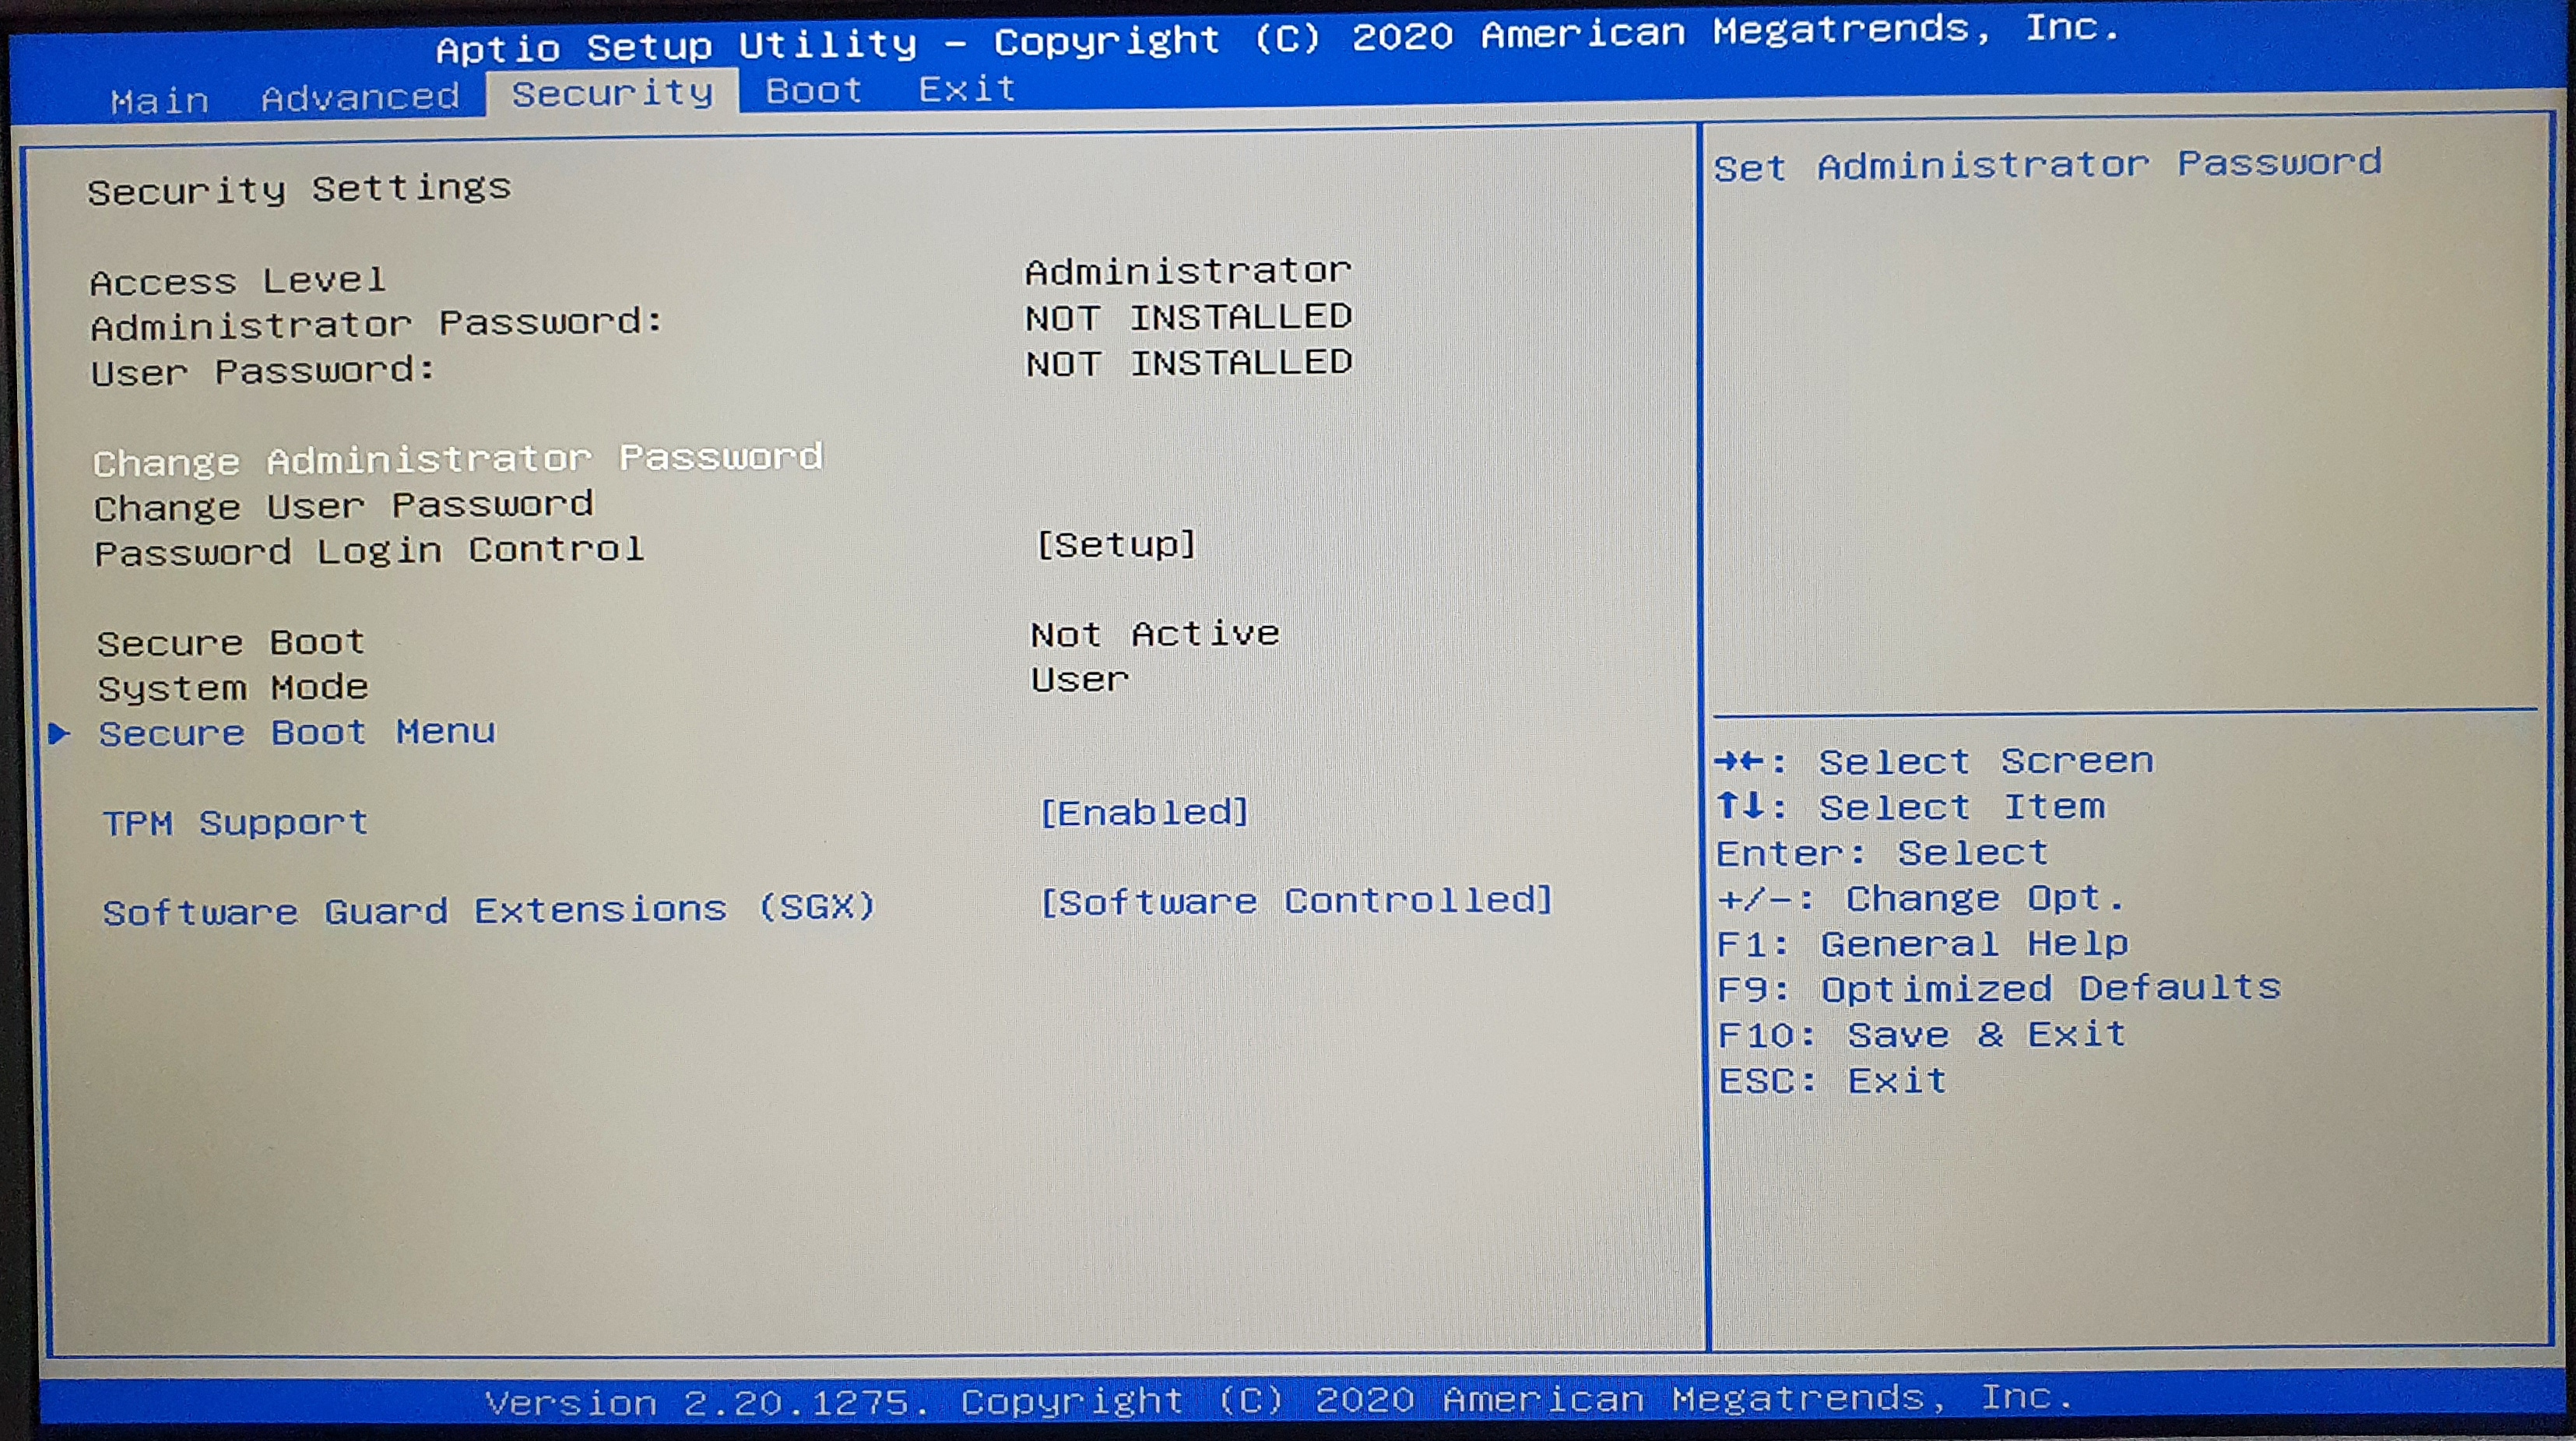 Aptio Setup Utility – Copyright (C) 2020 American Megatrends, Inc.
Main Advanced Security Boot Exit
Security Settings
Access Level Administrator
Administrator Password: NOT INSTALLED
User Password: NOT INSTALLED
Change Administrator Password
Change User Password
Password Login Control [Setup]
Secure Boot Not Active
System Mode User
► Secure Boot Menu
TPM Support [Enabled]
Software Guard Extensions (SGX) [Software Controlled]
Set Administrator Password
→←: Select Screen
↑↓: Select Item
Enter: Select
+/-: Change Opt.
F1: General Help
F9: Optimized Defaults
F10: Save & Exit
ESC: Exit
Version 2.20.1275. Copyright (C) 2020 American Megatrends, Inc.